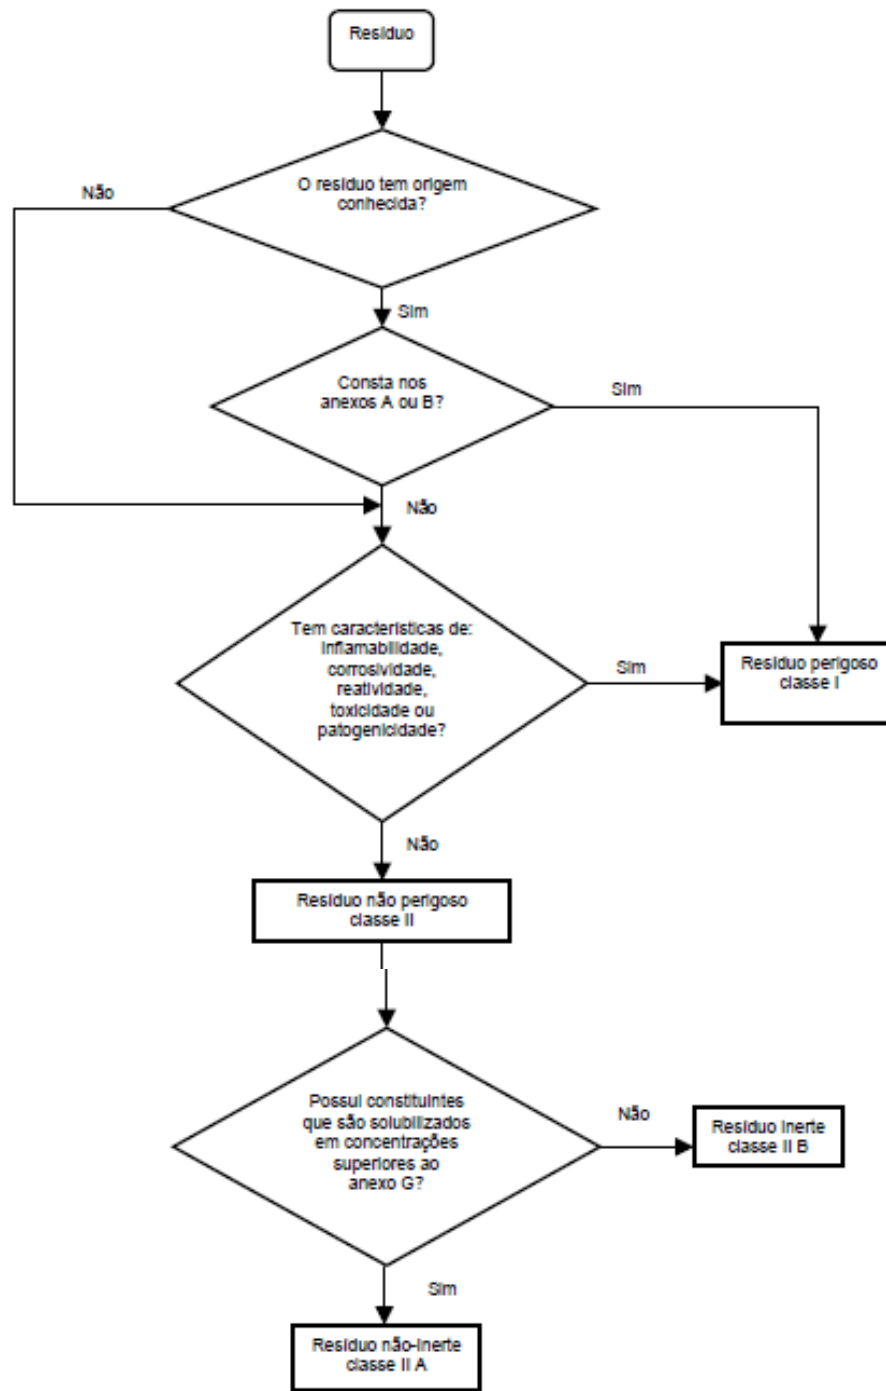 Resíduo
O resíduo tem origem
conhecida?
Não
Sim
Consta nos
anexos A ou B?
Sim
Não
Tem características de:
inflamabilidade,
corrosividade,
reatividade,
toxicidade ou
patogenicidade?
Sim
Resíduo perigoso
classe I
Não
Resíduo não perigoso
classe II
Possui constituintes
que são solubilizados
em concentrações
superiores ao
anexo G?
Não
Resíduo inerte
classe II B
Sim
Resíduo não-inerte
classe II A